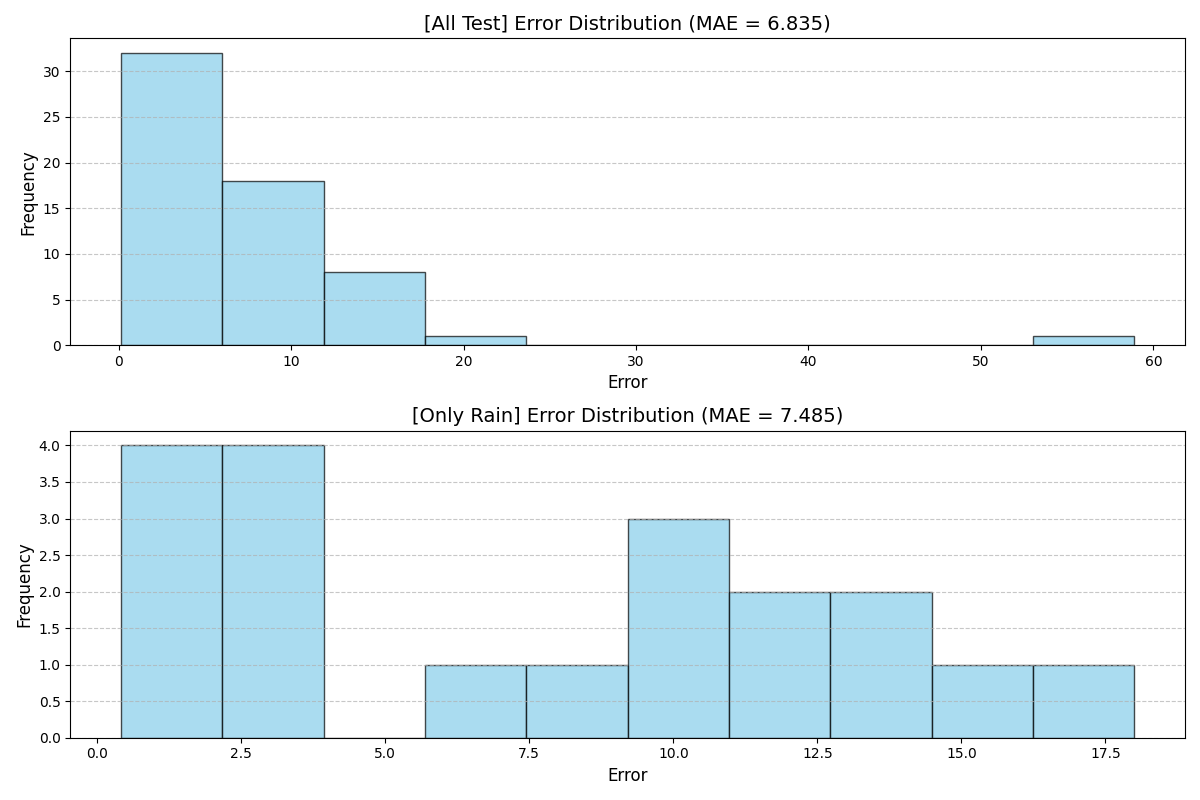 [All Test] Error Distribution (MAE = 6.835)
Frequency
30
25
20
15
10
5
0
0 10 20 30 40 50 60
Error
[Only Rain] Error Distribution (MAE = 7.485)
Frequency
4.0
3.5
3.0
2.5
2.0
1.5
1.0
0.5
0.0
0.0 2.5 5.0 7.5 10.0 12.5 15.0 17.5
Error